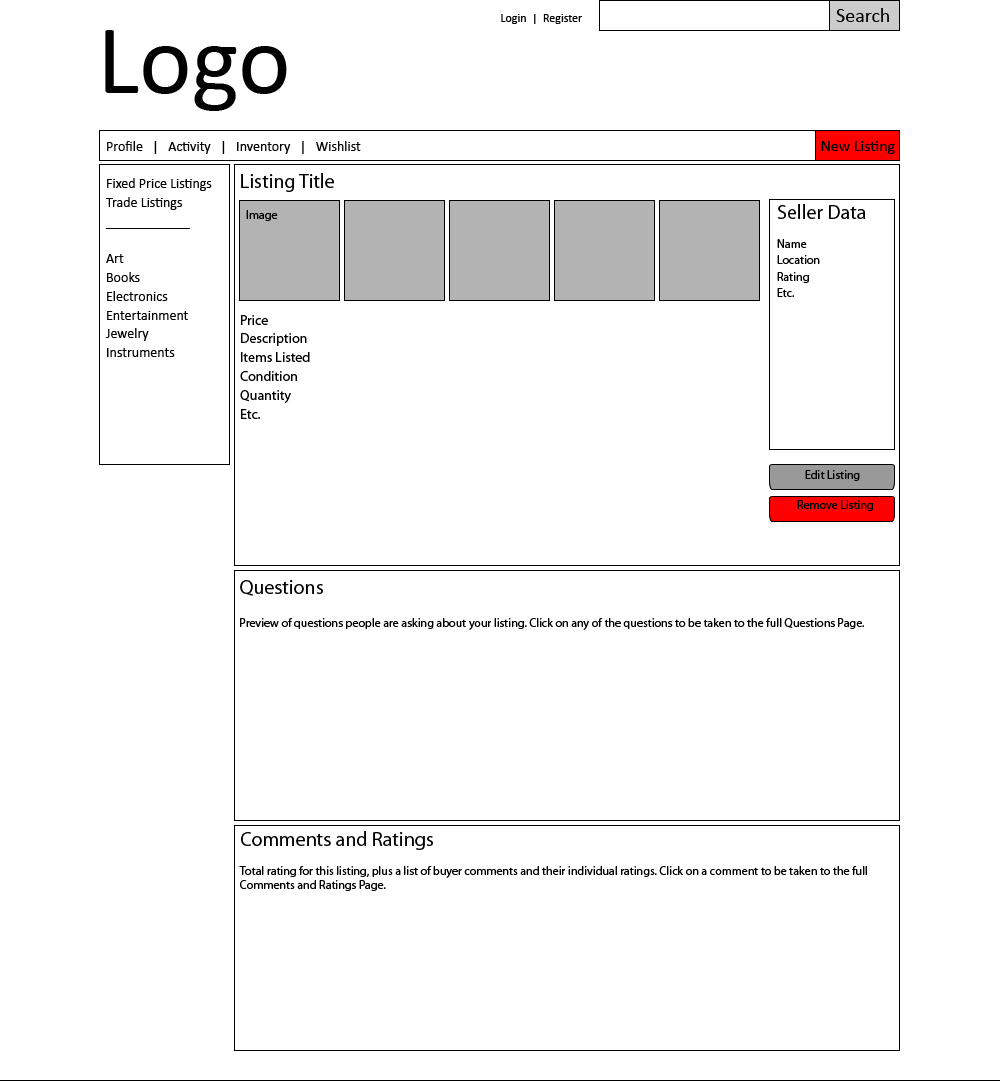 Login | Register
Search
Logo
Profile | Activity | Inventory | Wishlist
New Listing
Fixed Price Listings
Trade Listings
Art
Books
Electronics
Entertainment
Jewelry
Instruments
Listing Title
Image
Price
Description
Items Listed
Condition
Quantity
Etc.
Seller Data
Name
Location
Rating
Etc.
Edit Listing
Remove Listing
Questions
Preview of questions people are asking about your listing. Click on any of the questions to be taken to the full Questions Page.
Comments and Ratings
Total rating for this listing, plus a list of buyer comments and their individual ratings. Click on a comment to be taken to the full
Comments and Ratings Page.